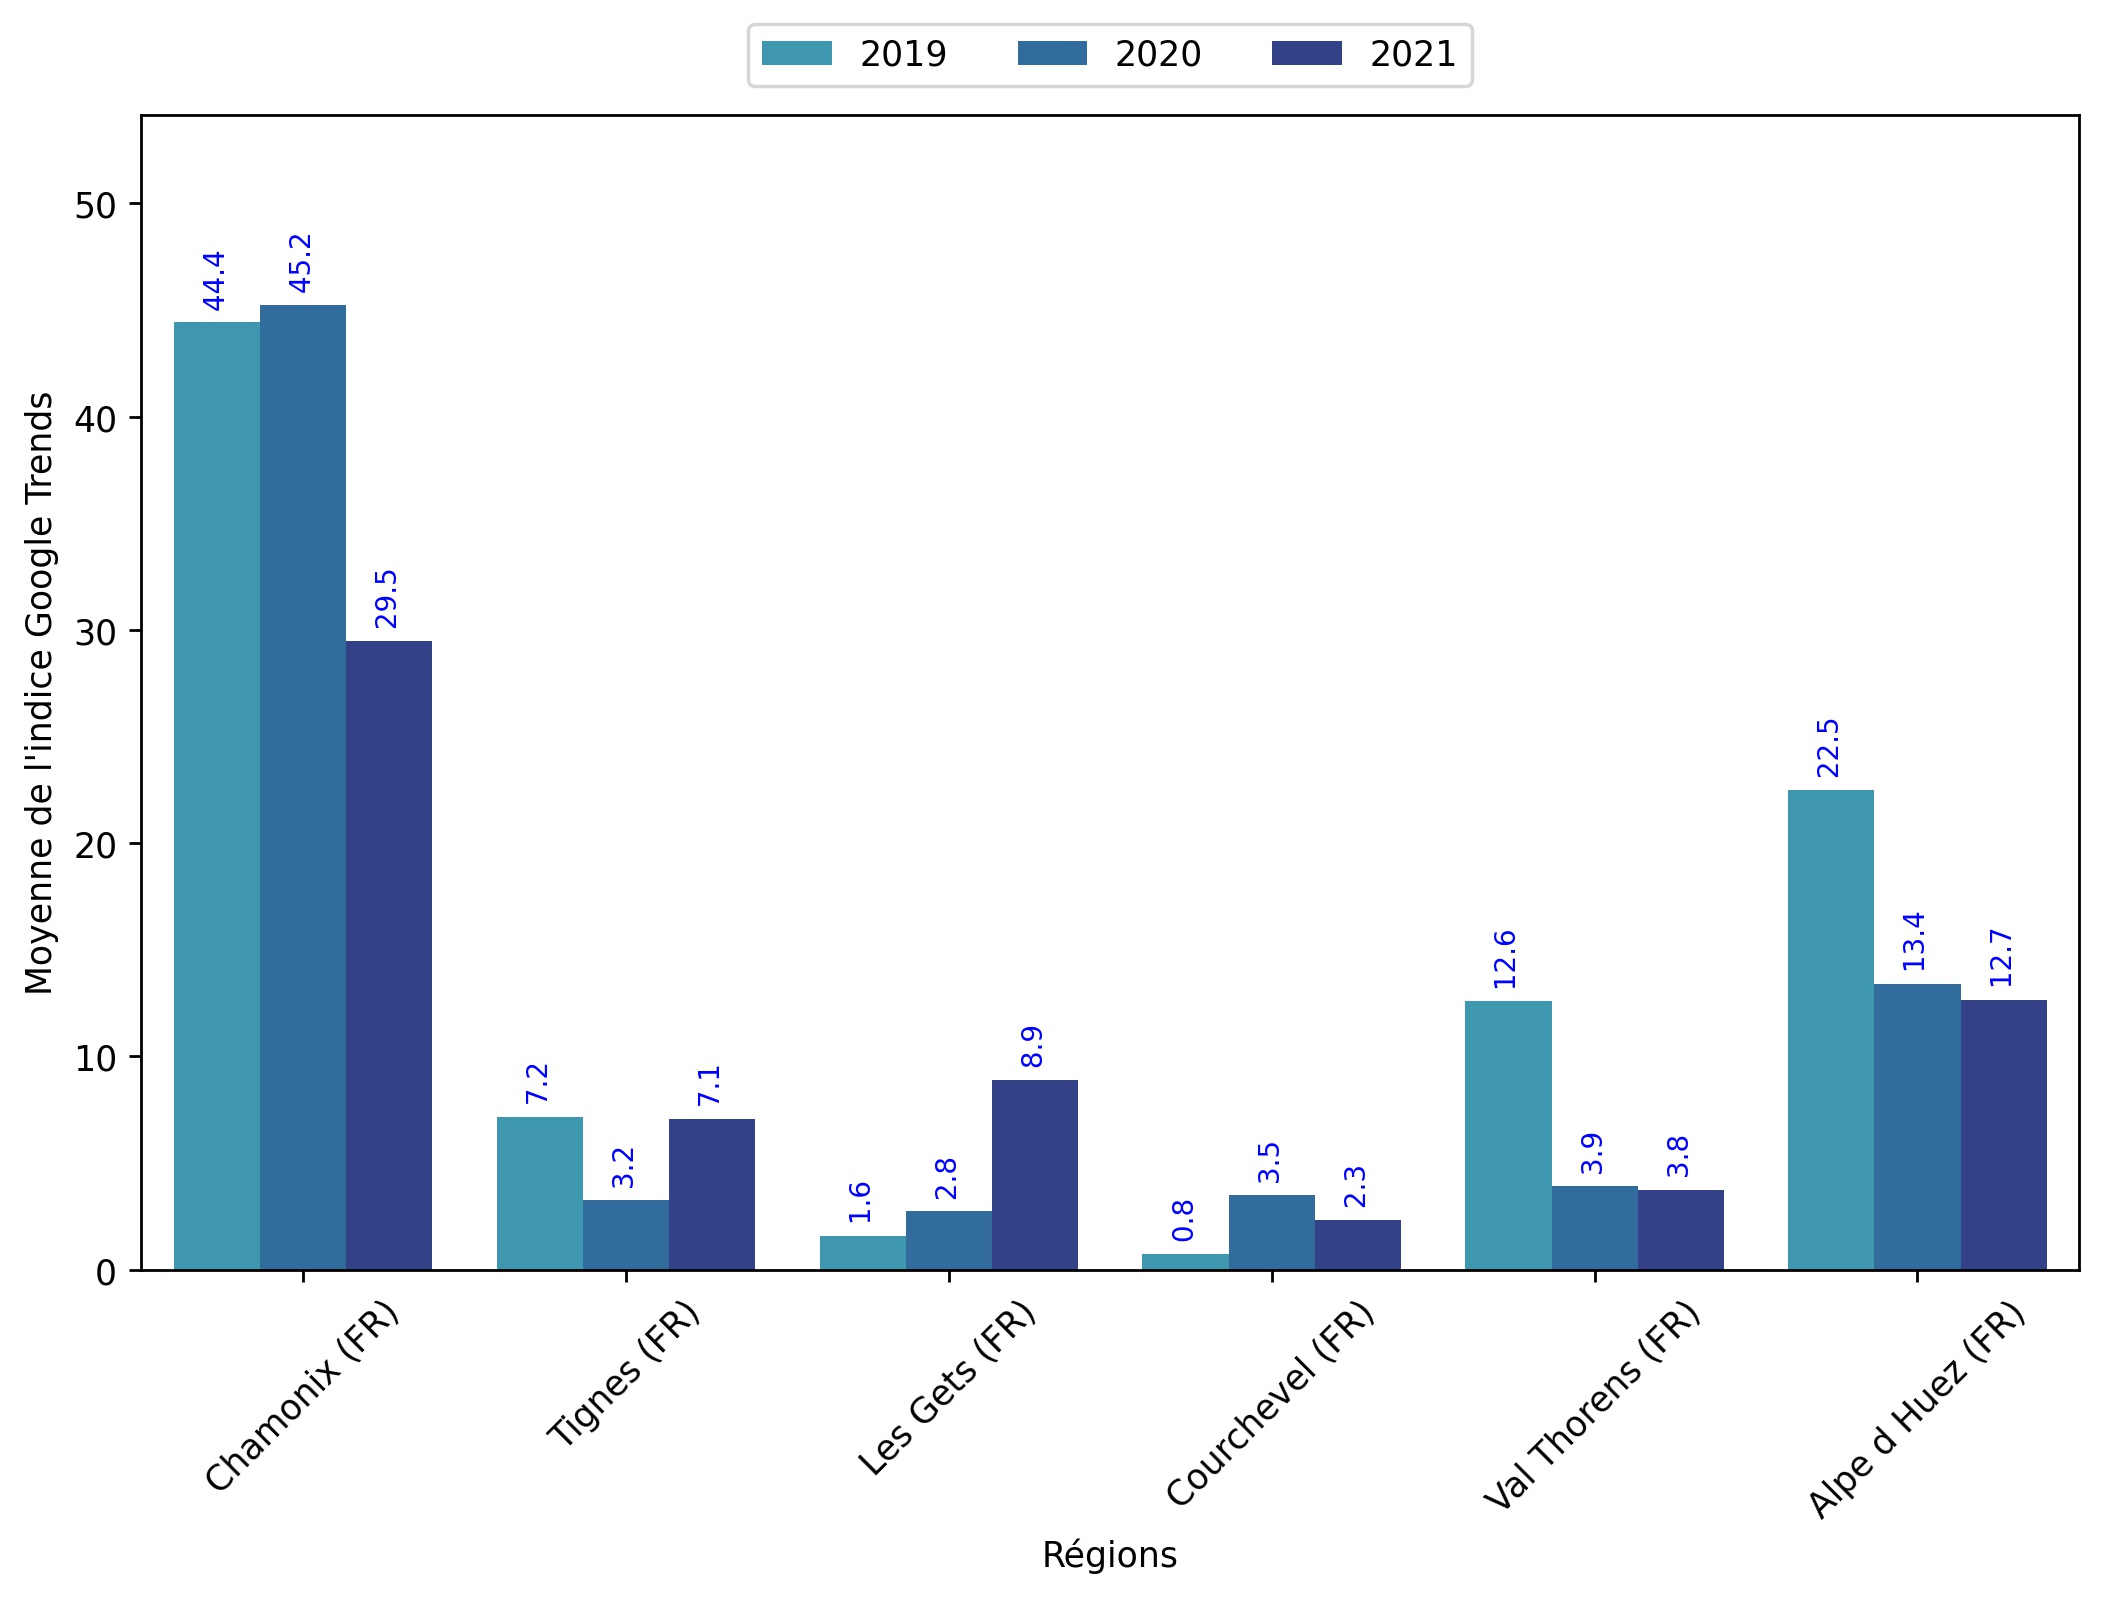 2019 2020 2021
Moyenne de l'indice Google Trends
50
40
30
20
10
0
44.4 45.2 29.5
7.2 3.2 7.1
1.6 2.8 8.9
0.8 3.5 2.3
12.6 3.9 3.8
22.5 13.4 12.7
Chamonix (FR)
Tignes (FR)
Les Gets (FR)
Courchevel (FR)
Val Thorens (FR)
Alpe d Huez (FR)
Régions